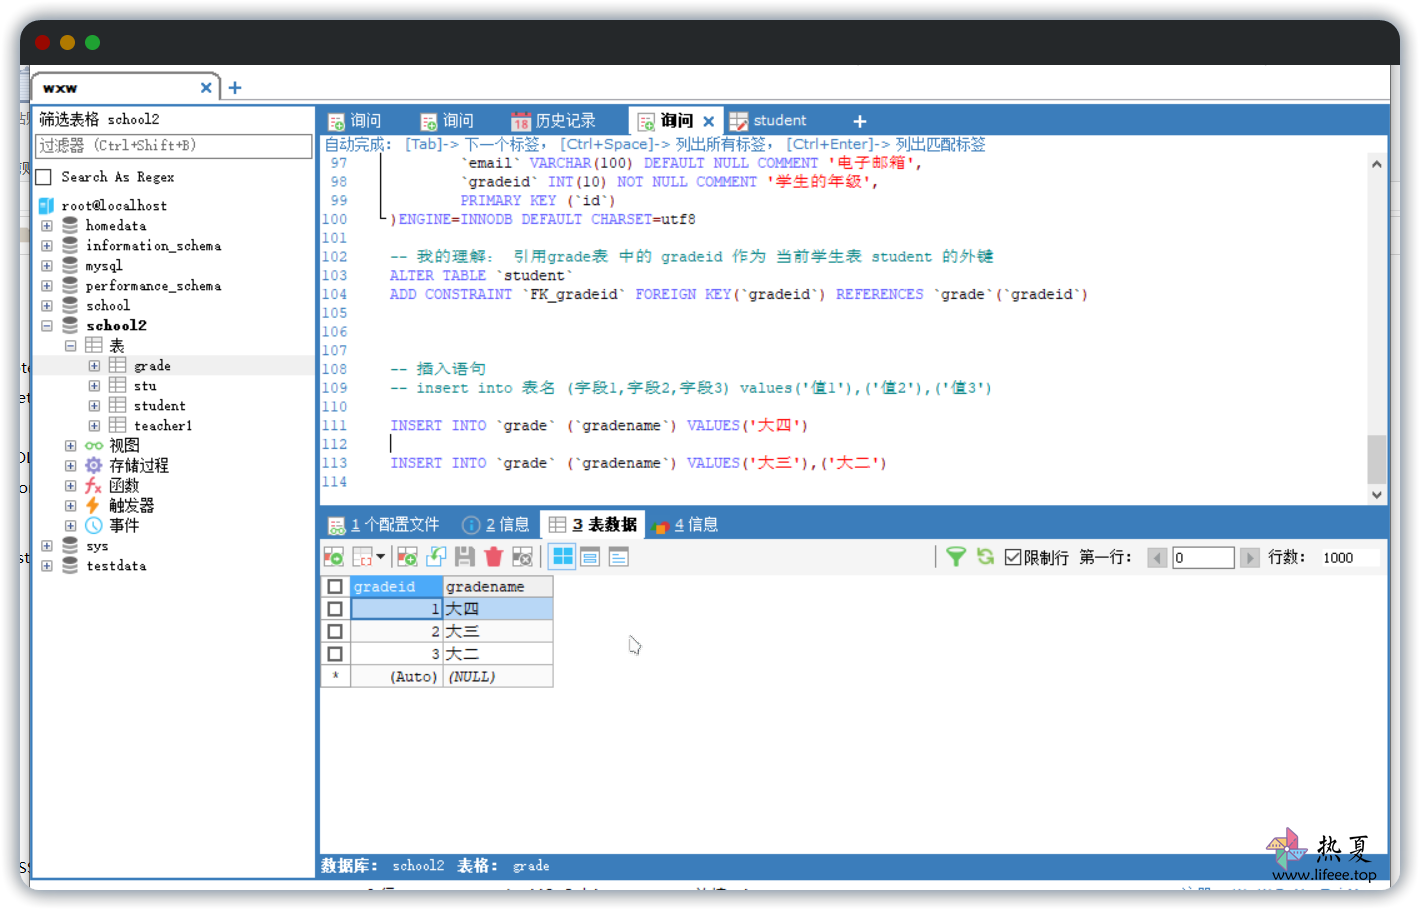 wxw
筛选表格 school2
过滤器 (Ctrl+Shift+B)
Search As Regex
root@localhost
homedata
information_schema
mysql
performance_schema
school
school2
表
grade
stu
student
teacher1
视图
存储过程
函数
触发器
事件
sys
testdata
询问 询问 18 历史记录 询问 student
自动完成: [Tab]-> 下一个标签, [Ctrl+Space]-> 列出所有标签, [Ctrl+Enter]-> 列出匹配标签
97 `email` VARCHAR(100) DEFAULT NULL COMMENT '电子邮箱',
98 `gradeid` INT(10) NOT NULL COMMENT '学生的年级',
99 PRIMARY KEY (`id`)
100 )ENGINE=INNODB DEFAULT CHARSET=utf8
101
102 -- 我的理解: 引用grade表 中的 gradeid 作为 当前学生表 student 的外键
103 ALTER TABLE `student`
104 ADD CONSTRAINT `FK_gradeid` FOREIGN KEY(`gradeid`) REFERENCES `grade`(`gradeid`)
105
106
107
108 -- 插入语句
109 -- insert into 表名 (字段1,字段2,字段3) values('值1'),('值2'),('值3')
110
111 INSERT INTO `grade` (`gradename`) VALUES('大四')
112
113 INSERT INTO `grade` (`gradename`) VALUES('大三'),('大二')
114
1 个配置文件 2 信息 3 表数据 4 信息
限制行 第一行: 0 行数: 1000
gradeid gradename
1 大四
2 大三
3 大二
* (Auto) (NULL)
数据库: school2 表格: grade
热夏
www.lifeee.top